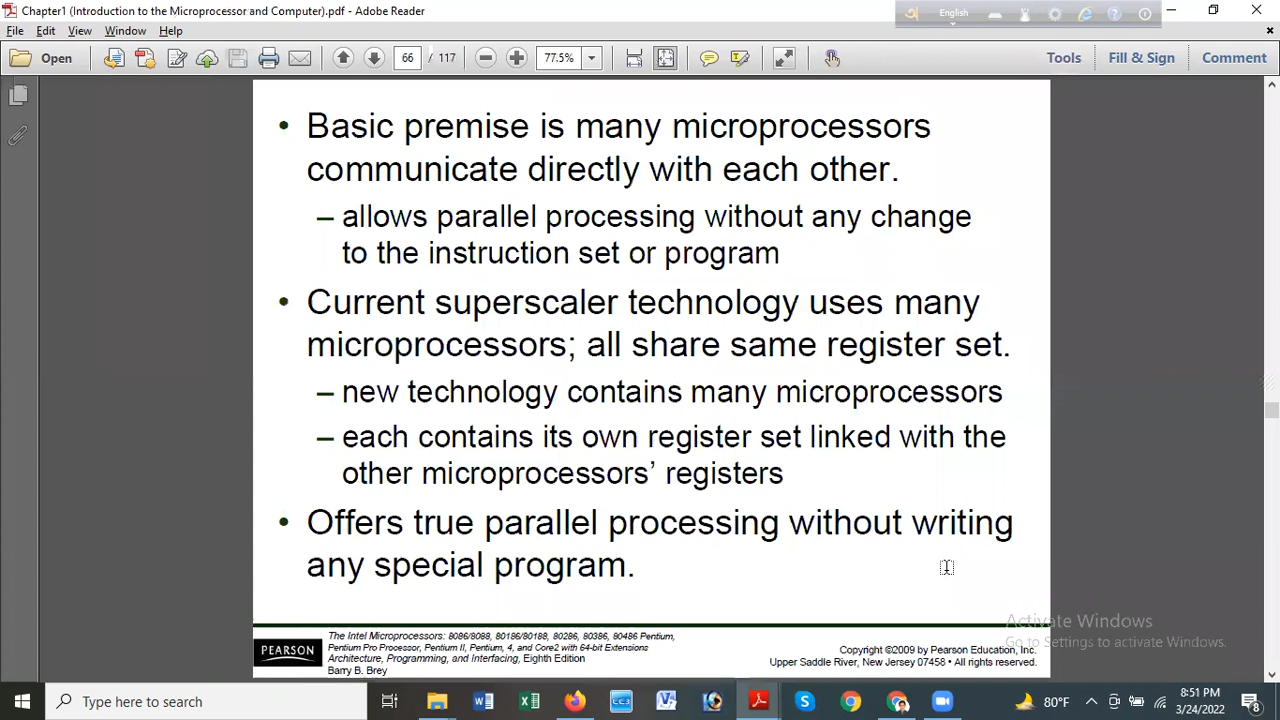 Chapter1 (Introduction to the Microprocessor and Computer).pdf - Adobe Reader
English
File Edit View Window Help
Open
66 / 117
77.5%
Tools Fill & Sign Comment
• Basic premise is many microprocessors
communicate directly with each other.
– allows parallel processing without any change
to the instruction set or program
• Current superscaler technology uses many
microprocessors; all share same register set.
– new technology contains many microprocessors
– each contains its own register set linked with the
other microprocessors’ registers
• Offers true parallel processing without writing
any special program.
Activate Windows
Go to Settings to activate Windows.
PEARSON
The Intel Microprocessors: 8086/8088, 80186/80188, 80286, 80386, 80486 Pentium,
Pentium Pro Processor, Pentium II, Pentium, 4, and Core2 with 64-bit Extensions
Architecture, Programming, and Interfacing, Eighth Edition
Barry B. Brey
Copyright ©2009 by Pearson Education, Inc.
Upper Saddle River, New Jersey 07458 • All rights reserved.
Type here to search
80°F
8:51 PM
3/24/2022
8